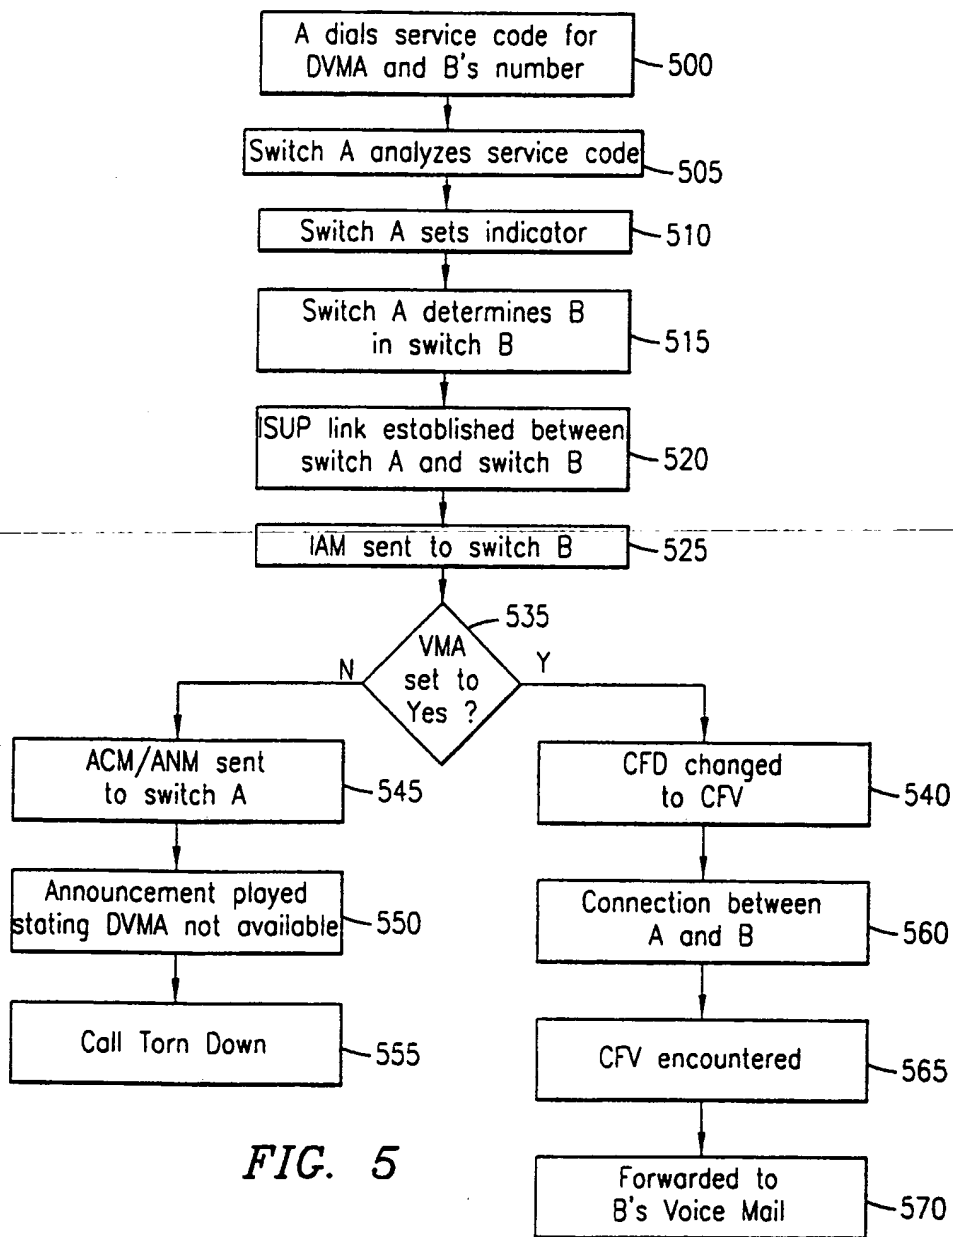 A dials service code for
DVMA and B's number
500
Switch A analyzes service code
505
Switch A sets indicator
510
Switch A determines B
in switch B
515
ISUP link established between
switch A and switch B
520
IAM sent to switch B
525
535
VMA
set to
Yes ?
N
Y
ACM/ANM sent
to switch A
545
CFD changed
to CFV
540
Announcement played
stating DVMA not available
550
Connection between
A and B
560
Call Torn Down
555
CFV encountered
565
FIG. 5
Forwarded to
B's Voice Mail
570